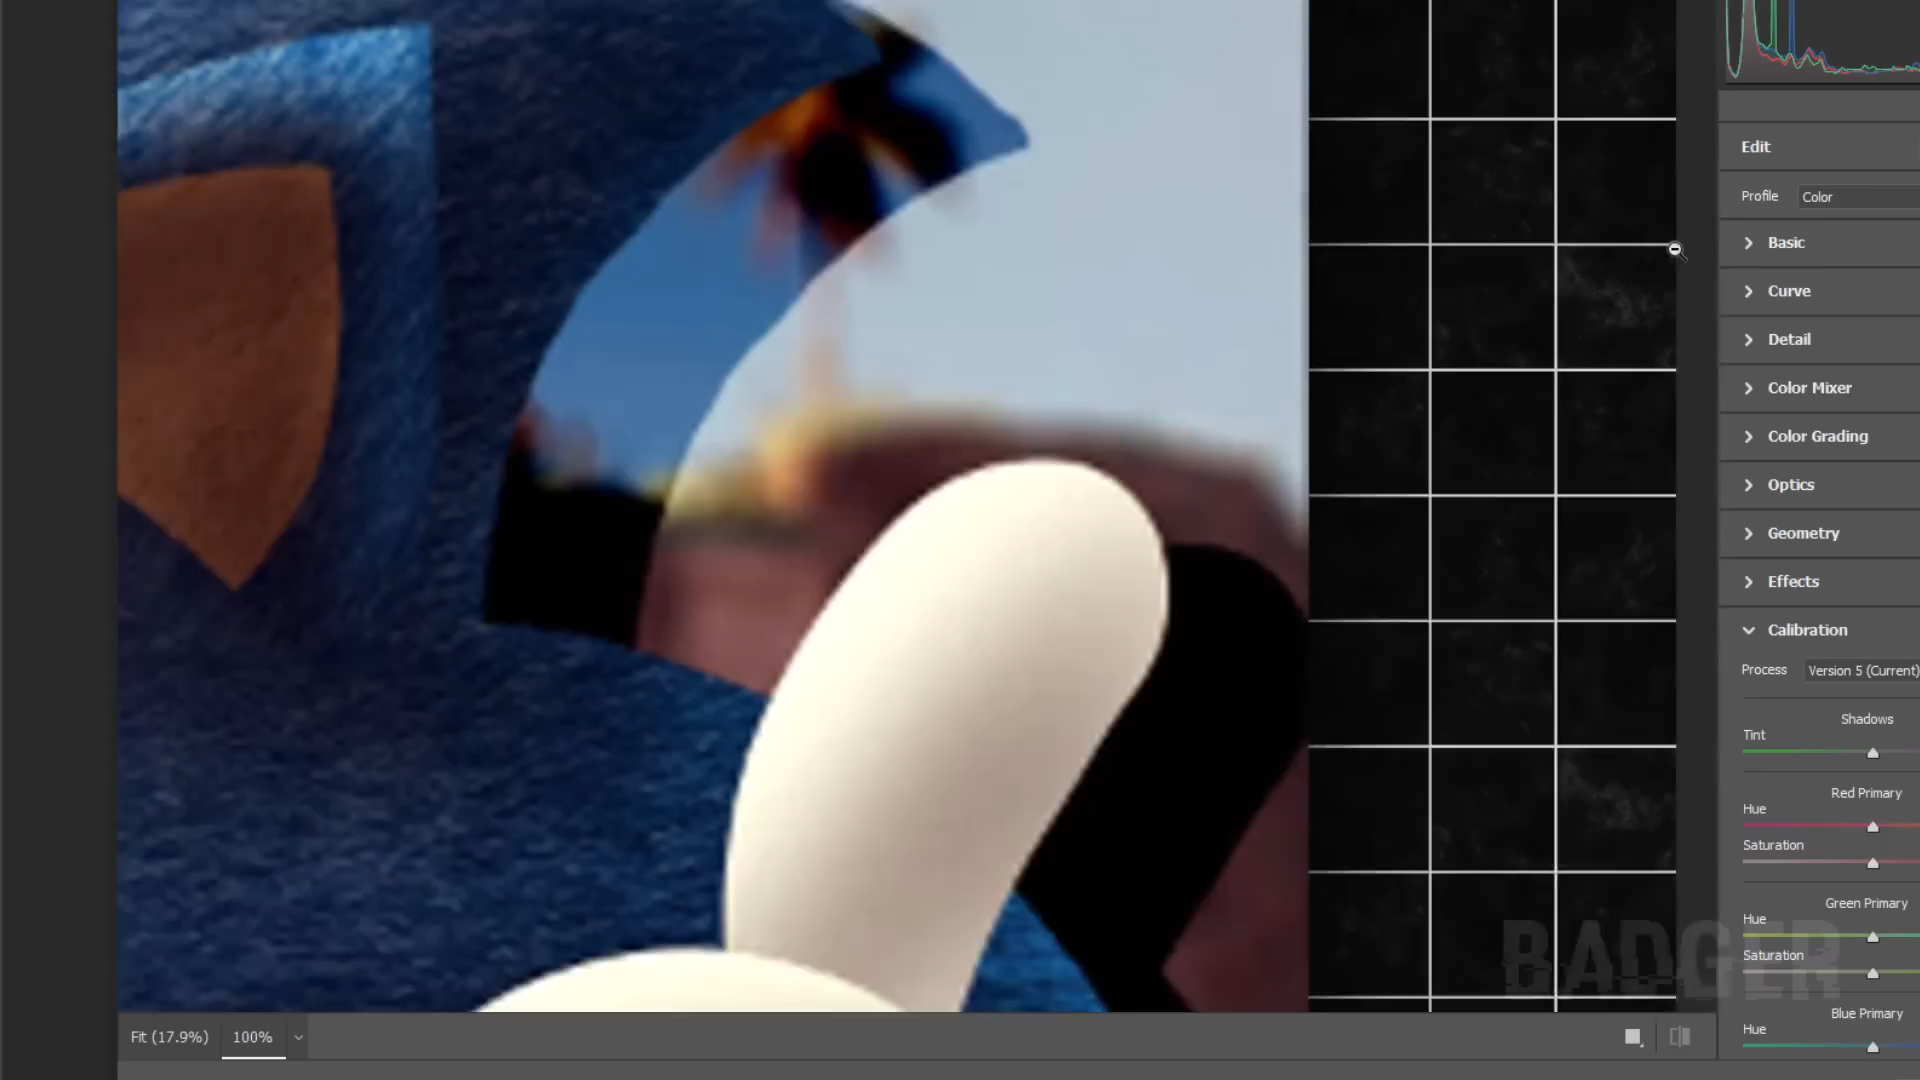 Edit
Profile Color
Basic
Curve
Detail
Color Mixer
Color Grading
Optics
Geometry
Effects
Calibration
Process Version 5 (Current)
Shadows
Tint
Red Primary
Hue
Saturation
Green Primary
Hue
BADGER
Saturation
Blue Primary
Hue
Fit (17.9%) 100%